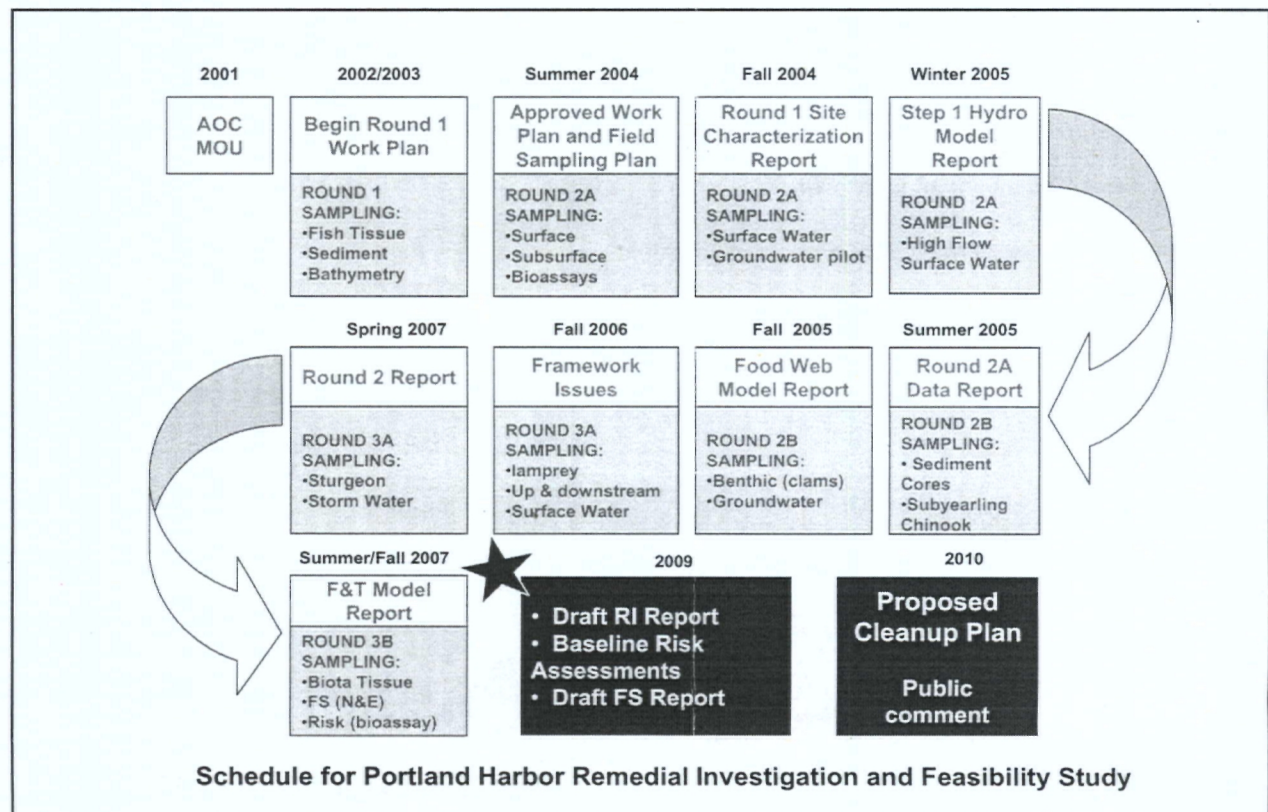 2001
AOC
MOU
2002/2003
Begin Round 1
Work Plan
ROUND 1
SAMPLING:
•Fish Tissue
•Sediment
•Bathymetry
Summer 2004
Approved Work
Plan and Field
Sampling Plan
ROUND 2A
SAMPLING:
•Surface
•Subsurface
•Bioassays
Fall 2004
Round 1 Site
Characterization
Report
ROUND 2A
SAMPLING:
•Surface Water
•Groundwater pilot
Winter 2005
Step 1 Hydro
Model
Report
ROUND 2A
SAMPLING:
•High Flow
Surface Water
Summer 2005
Round 2A
Data Report
ROUND 2B
SAMPLING:
• Sediment
Cores
•Subyearling
Chinook
Fall 2005
Food Web
Model Report
ROUND 2B
SAMPLING:
•Benthic (clams)
•Groundwater
Fall 2006
Framework
Issues
ROUND 3A
SAMPLING:
•lamprey
•Up & downstream
•Surface Water
Spring 2007
Round 2 Report
ROUND 3A
SAMPLING:
•Sturgeon
•Storm Water
Summer/Fall 2007
F&T Model
Report
ROUND 3B
SAMPLING:
•Biota Tissue
•FS (N&E)
•Risk (bioassay)
2009
• Draft RI Report
• Baseline Risk
Assessments
• Draft FS Report
2010
Proposed
Cleanup Plan
Public
comment
Schedule for Portland Harbor Remedial Investigation and Feasibility Study